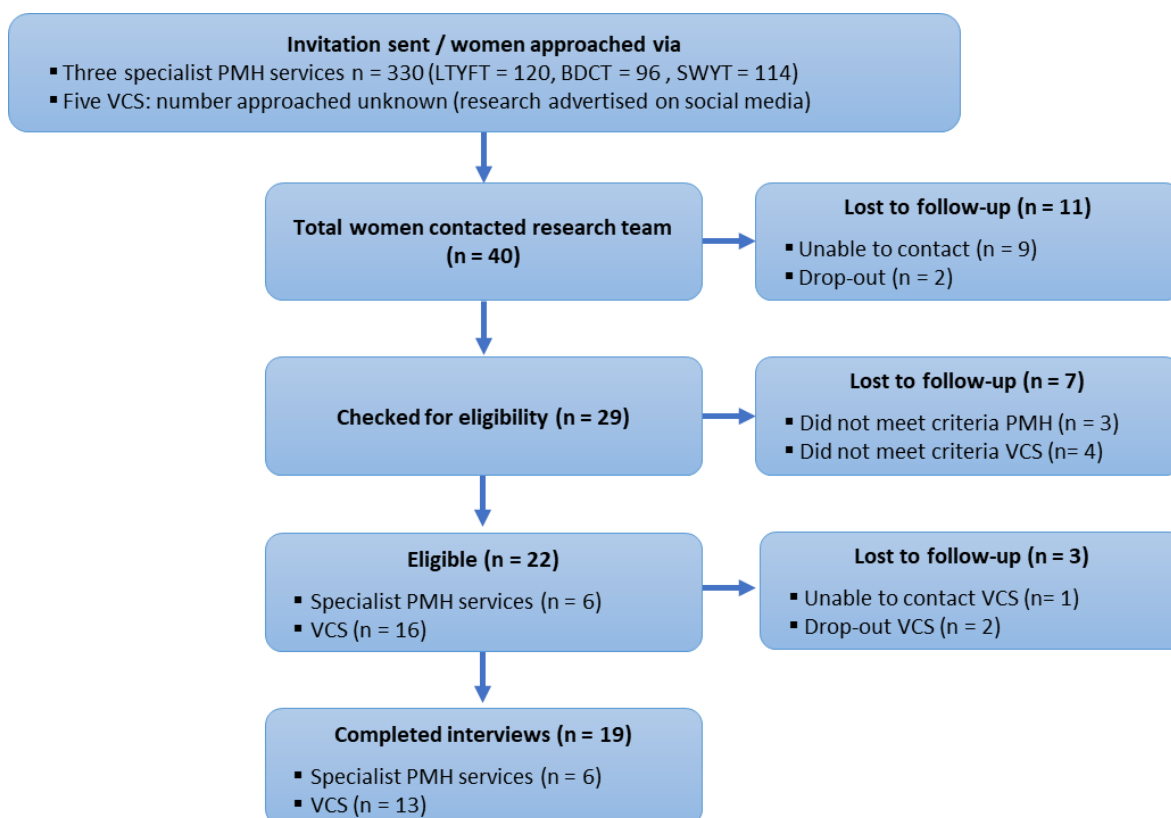 Invitation sent / women approached via
▪ Three specialist PMH services n = 330 (LTYFT = 120, BDCT = 96 , SWYT = 114)
▪ Five VCS: number approached unknown (research advertised on social media)
Total women contacted research team
(n = 40)
Lost to follow-up (n = 11)
▪ Unable to contact (n = 9)
▪ Drop-out (n = 2)
Checked for eligibility (n = 29)
Lost to follow-up (n = 7)
▪ Did not meet criteria PMH (n = 3)
▪ Did not meet criteria VCS (n= 4)
Eligible (n = 22)
▪ Specialist PMH services (n = 6)
▪ VCS (n = 16)
Lost to follow-up (n = 3)
▪ Unable to contact VCS (n= 1)
▪ Drop-out VCS (n = 2)
Completed interviews (n = 19)
▪ Specialist PMH services (n = 6)
▪ VCS (n = 13)